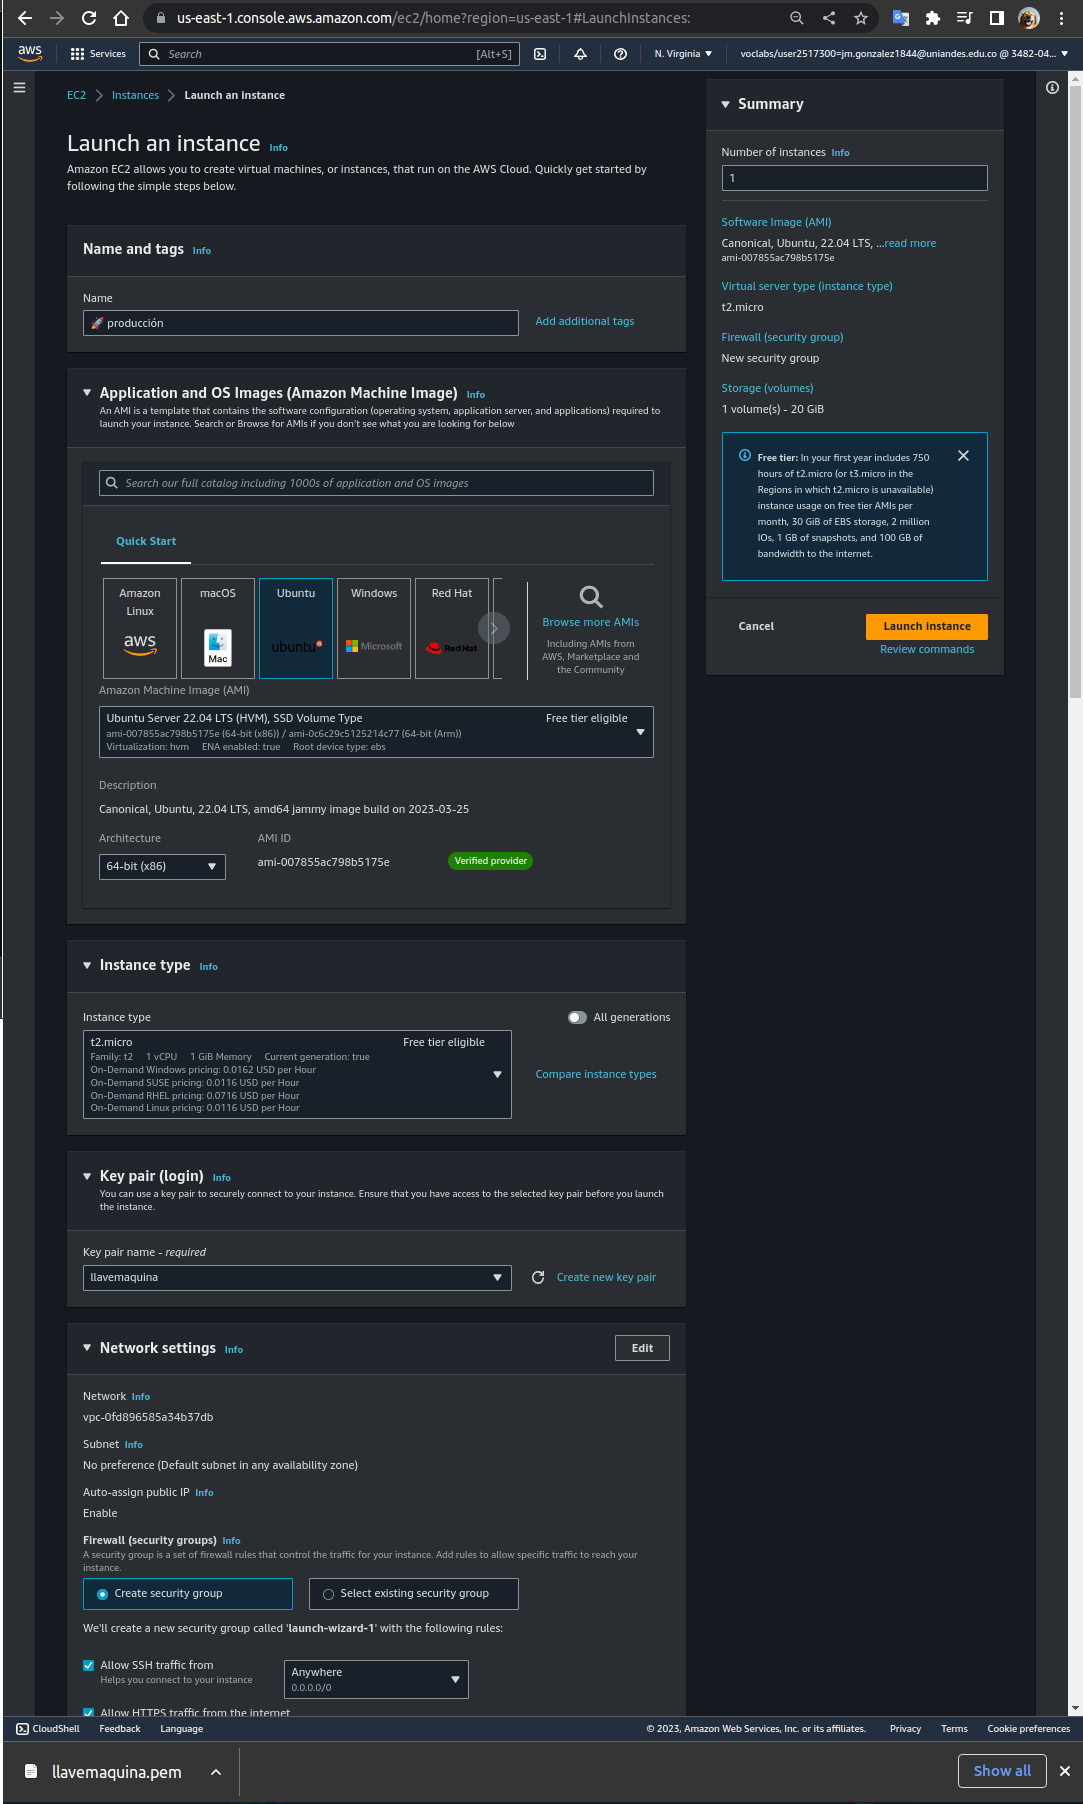 us-east-1.console.aws.amazon.com/ec2/home?region=us-east-1#LaunchInstances:
aws
Services
Search
[Alt+S]
N. Virginia
voclabs/user2517300=jm.gonzalez1844@uniandes.edu.co @ 3482-04...
EC2
Instances
Launch an instance
Launch an instance Info
Amazon EC2 allows you to create virtual machines, or instances, that run on the AWS Cloud. Quickly get started by
following the simple steps below.
Name and tags Info
Name
🚀 producción
Add additional tags
Application and OS Images (Amazon Machine Image) Info
An AMI is a template that contains the software configuration (operating system, application server, and applications) required to
launch your instance. Search or Browse for AMIs if you don't see what you are looking for below
Search our full catalog including 1000s of application and OS images
Quick Start
Amazon
Linux
aws
macOS
Mac
Ubuntu
ubuntu
Windows
Microsoft
Red Hat
Red Hat
Browse more AMIs
Including AMIs from
AWS, Marketplace and
the Community
Amazon Machine Image (AMI)
Ubuntu Server 22.04 LTS (HVM), SSD Volume Type
Free tier eligible
ami-007855ac798b5175e (64-bit (x86)) / ami-0c6c29c5125214c77 (64-bit (Arm))
Virtualization: hvm ENA enabled: true Root device type: ebs
Description
Canonical, Ubuntu, 22.04 LTS, amd64 jammy image build on 2023-03-25
Architecture
AMI ID
64-bit (x86)
ami-007855ac798b5175e
Verified provider
Instance type Info
Instance type
All generations
t2.micro
Free tier eligible
Family: t2 1 vCPU 1 GiB Memory Current generation: true
On-Demand Windows pricing: 0.0162 USD per Hour
On-Demand SUSE pricing: 0.0116 USD per Hour
On-Demand RHEL pricing: 0.0716 USD per Hour
On-Demand Linux pricing: 0.0116 USD per Hour
Compare instance types
Key pair (login) Info
You can use a key pair to securely connect to your instance. Ensure that you have access to the selected key pair before you launch
the instance.
Key pair name - required
llavemaquina
Create new key pair
Network settings Info
Edit
Network Info
vpc-0fd896585a34b37db
Subnet Info
No preference (Default subnet in any availability zone)
Auto-assign public IP Info
Enable
Firewall (security groups) Info
A security group is a set of firewall rules that control the traffic for your instance. Add rules to allow specific traffic to reach your
instance.
Create security group
Select existing security group
We'll create a new security group called 'launch-wizard-1' with the following rules:
Allow SSH traffic from
Helps you connect to your instance
Anywhere
0.0.0.0/0
Allow HTTPS traffic from the internet
Summary
Number of instances Info
1
Software Image (AMI)
Canonical, Ubuntu, 22.04 LTS, ...read more
ami-007855ac798b5175e
Virtual server type (instance type)
t2.micro
Firewall (security group)
New security group
Storage (volumes)
1 volume(s) - 20 GiB
Free tier: In your first year includes 750
hours of t2.micro (or t3.micro in the
Regions in which t2.micro is unavailable)
instance usage on free tier AMIs per
month, 30 GiB of EBS storage, 2 million
IOs, 1 GB of snapshots, and 100 GB of
bandwidth to the internet.
Cancel
Launch instance
Review commands
CloudShell
Feedback
Language
© 2023, Amazon Web Services, Inc. or its affiliates.
Privacy
Terms
Cookie preferences
llavemaquina.pem
Show all